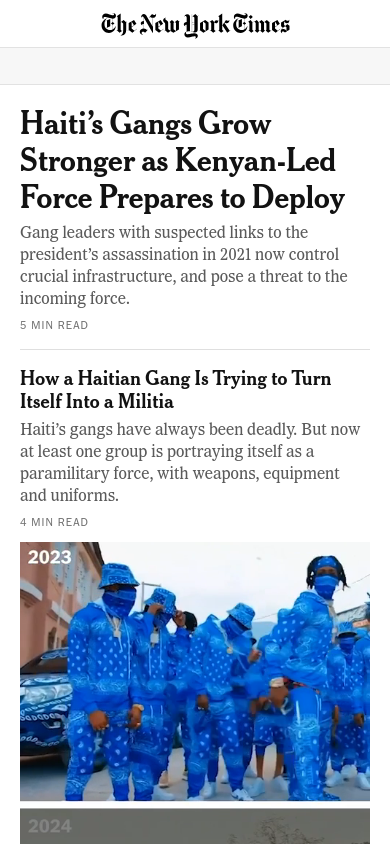 The New York Times
Haiti’s Gangs Grow
Stronger as Kenyan-Led
Force Prepares to Deploy
Gang leaders with suspected links to the
president’s assassination in 2021 now control
crucial infrastructure, and pose a threat to the
incoming force.
5 MIN READ
How a Haitian Gang Is Trying to Turn
Itself Into a Militia
Haiti’s gangs have always been deadly. But now
at least one group is portraying itself as a
paramilitary force, with weapons, equipment
and uniforms.
4 MIN READ
2023
2024